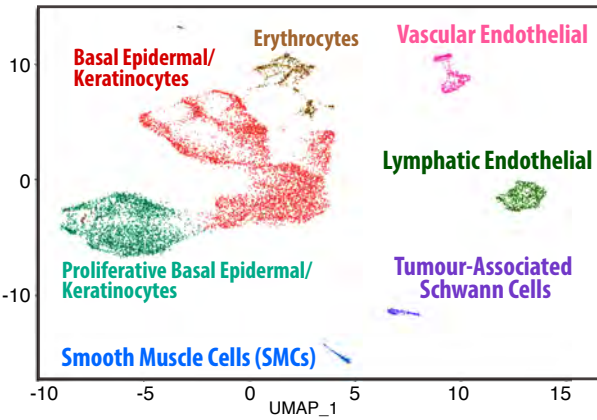 Erythrocytes
Vascular Endothelial
Basal Epidermal/
Keratinocytes
10
Lymphatic Endothelial
0
Proliferative Basal Epidermal/
Keratinocytes
Tumour-Associated
Schwann Cells
-10
Smooth Muscle Cells (SMCs)
-10 -5 0 5 10 15
UMAP_1